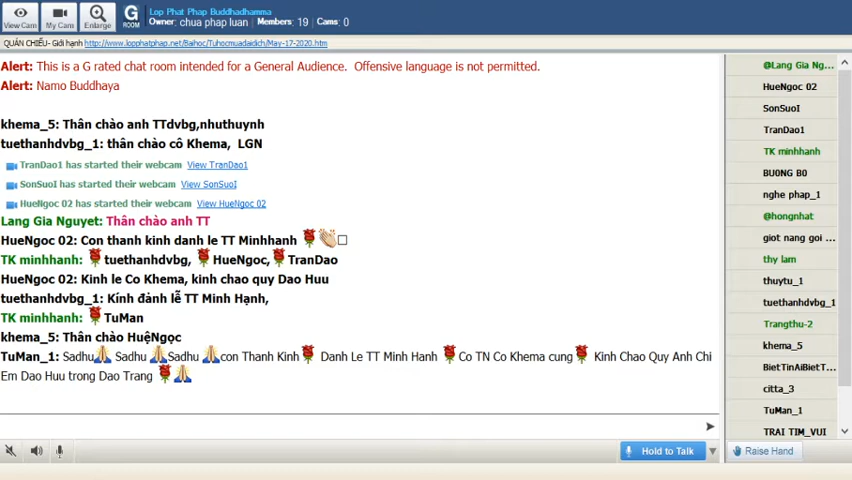 View Cam
My Cams
Enlarge
G
ROOM
Lop Phat Phap Buddhadhamma
Owner: chua phap luan Members: 19 Cams: 0
QUÁN CHIẾU- Giới hạnh http://www.lopphatphap.net/Baihoc/Tuhocmuadaidich/May-17-2020.htm
Alert: This is a G rated chat room intended for a General Audience. Offensive language is not permitted.
Alert: Namo Buddhaya
khema_5: Thân chào anh TTdvbg,nhuthuynh
tuethanhdvbg_1: thân chào cô Khema, LGN
TranDao1 has started their webcam View TranDao1
SonSuoI has started their webcam View SonSuoI
HueNgoc 02 has started their webcam View HueNgoc 02
Lang Gia Nguyet: Thân chào anh TT
HueNgoc 02: Con thanh kinh danh le TT Minhhanh
TK minhhanh: tuethanhdvbg, HueNgoc, TranDao
HueNgoc 02: Kinh le Co Khema, kinh chao quy Dao Huu
tuethanhdvbg_1: Kính đảnh lễ TT Minh Hạnh,
TK minhhanh: TuMan
khema_5: Thân chào HuệNgọc
TuMan_1: Sadhu Sadhu Sadhu con Thanh Kinh Danh Le TT Minh Hanh Co TN Co Khema cung Kinh Chao Quy Anh Chi
Em Dao Huu trong Dao Trang
Hold to Talk
@Lang Gia Ng...
HueNgoc 02
SonSuoI
TranDao1
TK minhhanh
BU0NG B0
nghe phap_1
@hongnhat
giot nang goi ...
thy lam
thuytu_1
tuethanhdvbg_1
Trangthu-2
khema_5
BietTinAiBietT...
citta_3
TuMan_1
TRAI TIM_VUI
Raise Hand